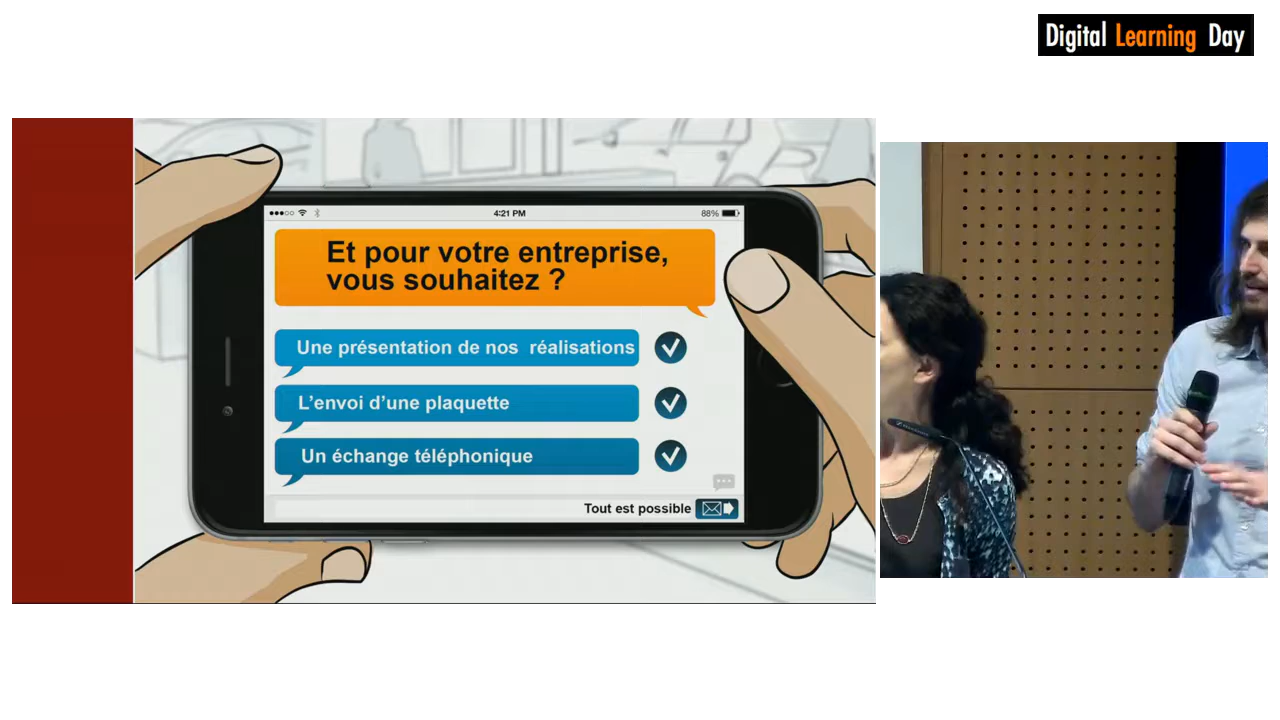 Digital Learning Day
4:21 PM
88%
Et pour votre entreprise,
vous souhaitez ?
Une présentation de nos réalisations
L’envoi d’une plaquette
Un échange téléphonique
Tout est possible